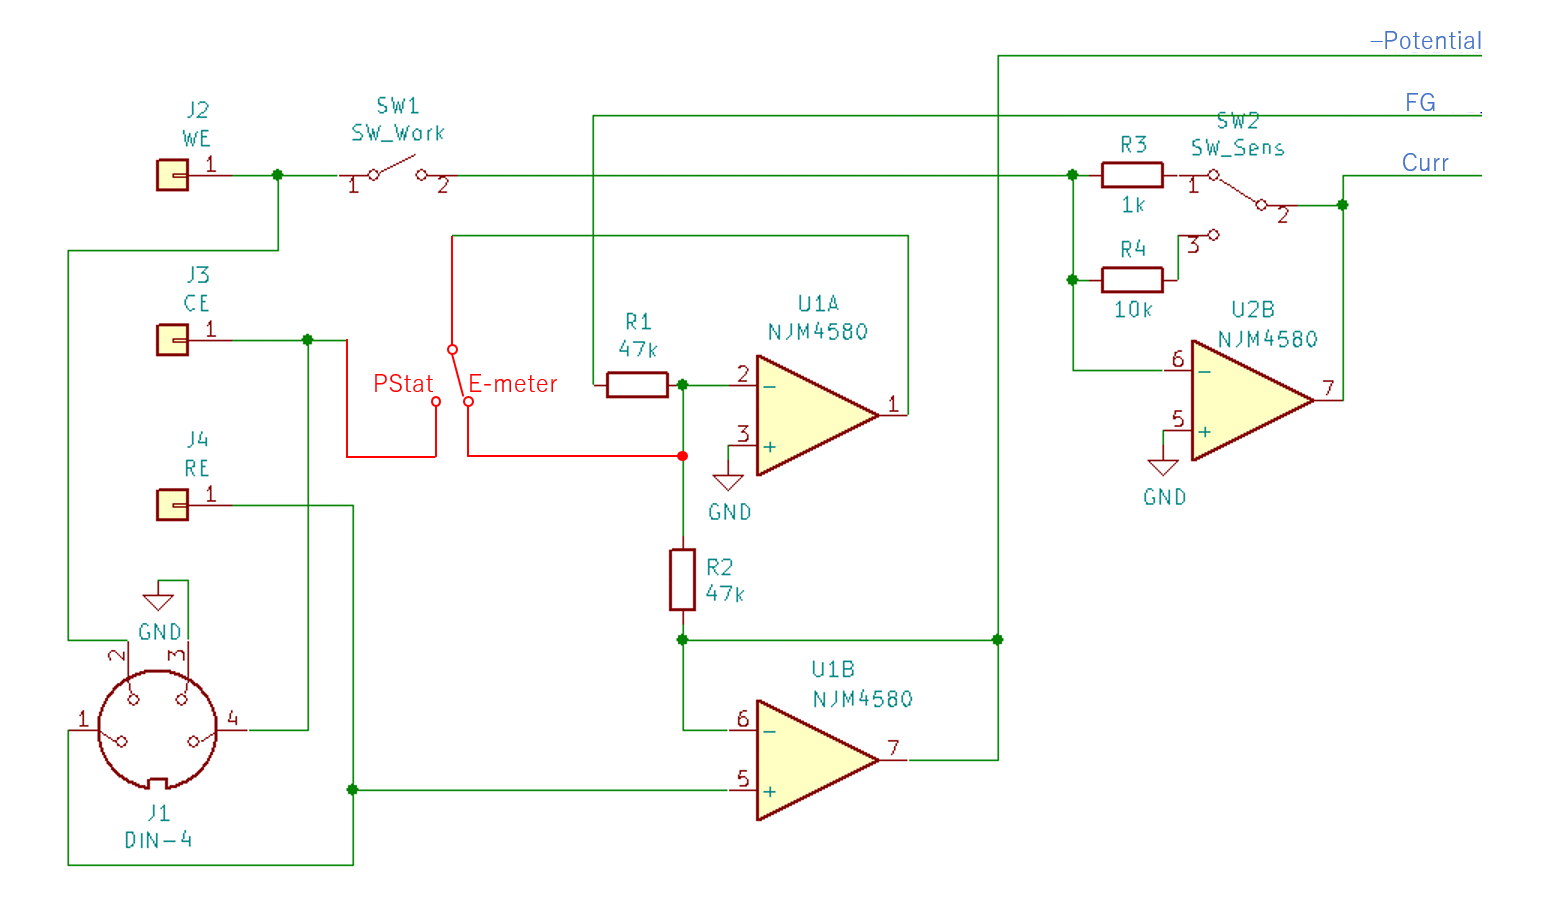 –Potential
FG
Curr
J2
WE
1
SW1
SW_Work
1
2
SW2
SW_Sens
R3
1k
1
2
3
R4
10k
J3
CE
1
PStat
E-meter
R1
47k
U1A
NJM4580
2
3
1
−
+
GND
U2B
NJM4580
6
5
7
−
+
GND
J4
RE
1
R2
47k
GND
2
3
1
4
J1
DIN-4
U1B
NJM4580
6
5
7
−
+